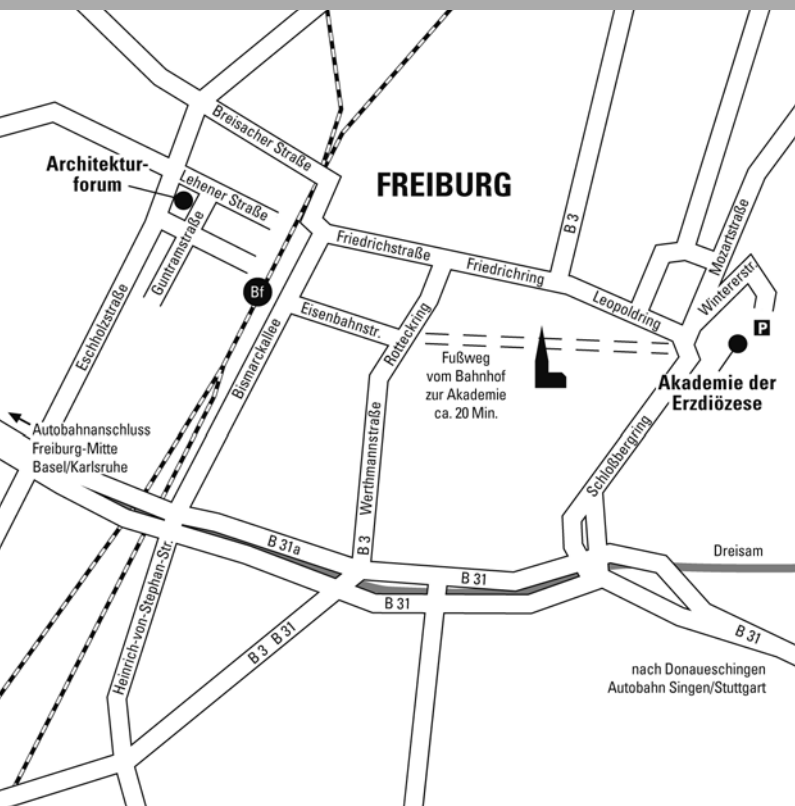 Breisacher Straße
Architektur-
forum
FREIBURG
Lehener Straße
Guntramstraße
B 3
Mozartstraße
Friedrichstraße
Friedrichring
Leopoldring
Wintererstr.
Bf
Eisenbahnstr.
Rotteckring
P
Eschholzstraße
Bismarckallee
Fußweg
vom Bahnhof
zur Akademie
ca. 20 Min.
Akademie der
Erzdiözese
Autobahnanschluss
Freiburg-Mitte
Basel/Karlsruhe
Werthmannstraße
Schloßbergring
B 3
B 31a
Dreisam
B 31
B 31
Heinrich-von-Stephan-Str.
B 3 B 31
B 31
nach Donaueschingen
Autobahn Singen/Stuttgart